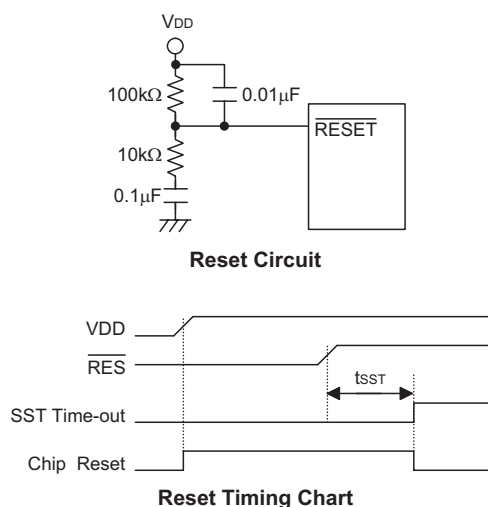 VDD
100kΩ
0.01μF
RESET
10kΩ
0.1μF
Reset Circuit
VDD
RES
tSST
SST Time-out
Chip Reset
Reset Timing Chart